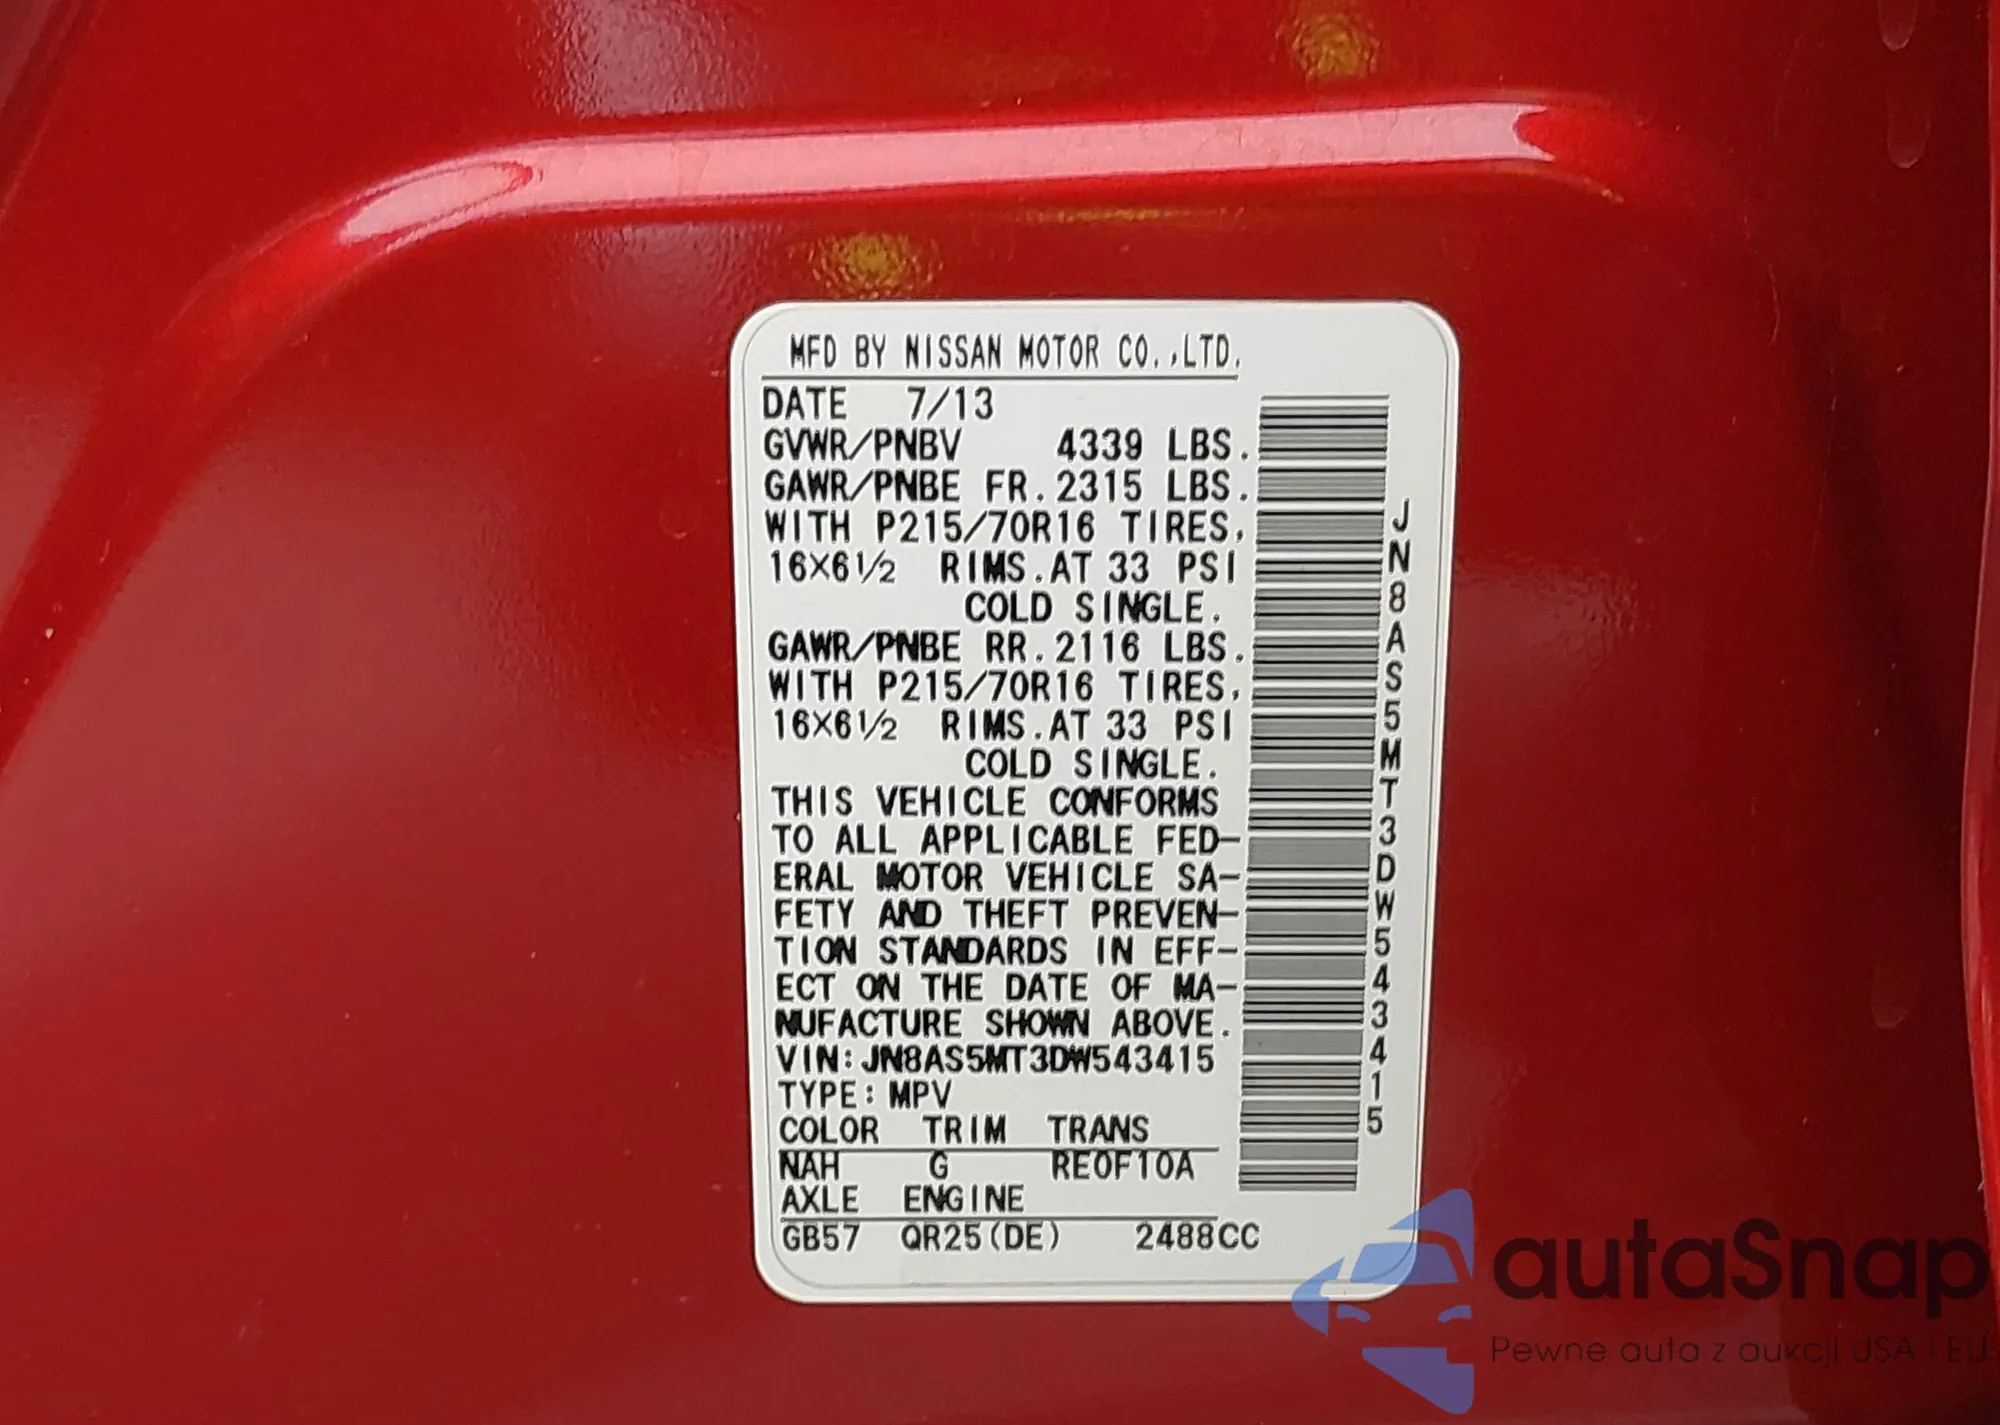 MFD BY NISSAN MOTOR CO.,LTD.
DATE 7/13
GVWR/PNBV 4339 LBS.
GAWR/PNBE FR.2315 LBS.
WITH P215/70R16 TIRES,
16×6½ RIMS.AT 33 PSI
COLD SINGLE.
GAWR/PNBE RR.2116 LBS.
WITH P215/70R16 TIRES,
16×6½ RIMS.AT 33 PSI
COLD SINGLE.
THIS VEHICLE CONFORMS
TO ALL APPLICABLE FED-
ERAL MOTOR VEHICLE SA-
FETY AND THEFT PREVEN-
TION STANDARDS IN EFF-
ECT ON THE DATE OF MA-
NUFACTURE SHOWN ABOVE.
VIN:JN8AS5MT3DW543415
TYPE:MPV
COLOR TRIM TRANS
NAH G RE0F10A
AXLE ENGINE
GB57 QR25(DE) 2488CC
JN8AS5MT3DW543415
autaSnap
Pewne auta z aukcji USA i EU